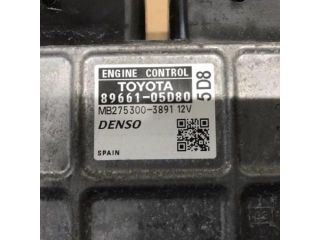 ENGINE CONTROL
TOYOTA
89661-05D80
5D8
MB275300-3891 12V
DENSO
SPAIN